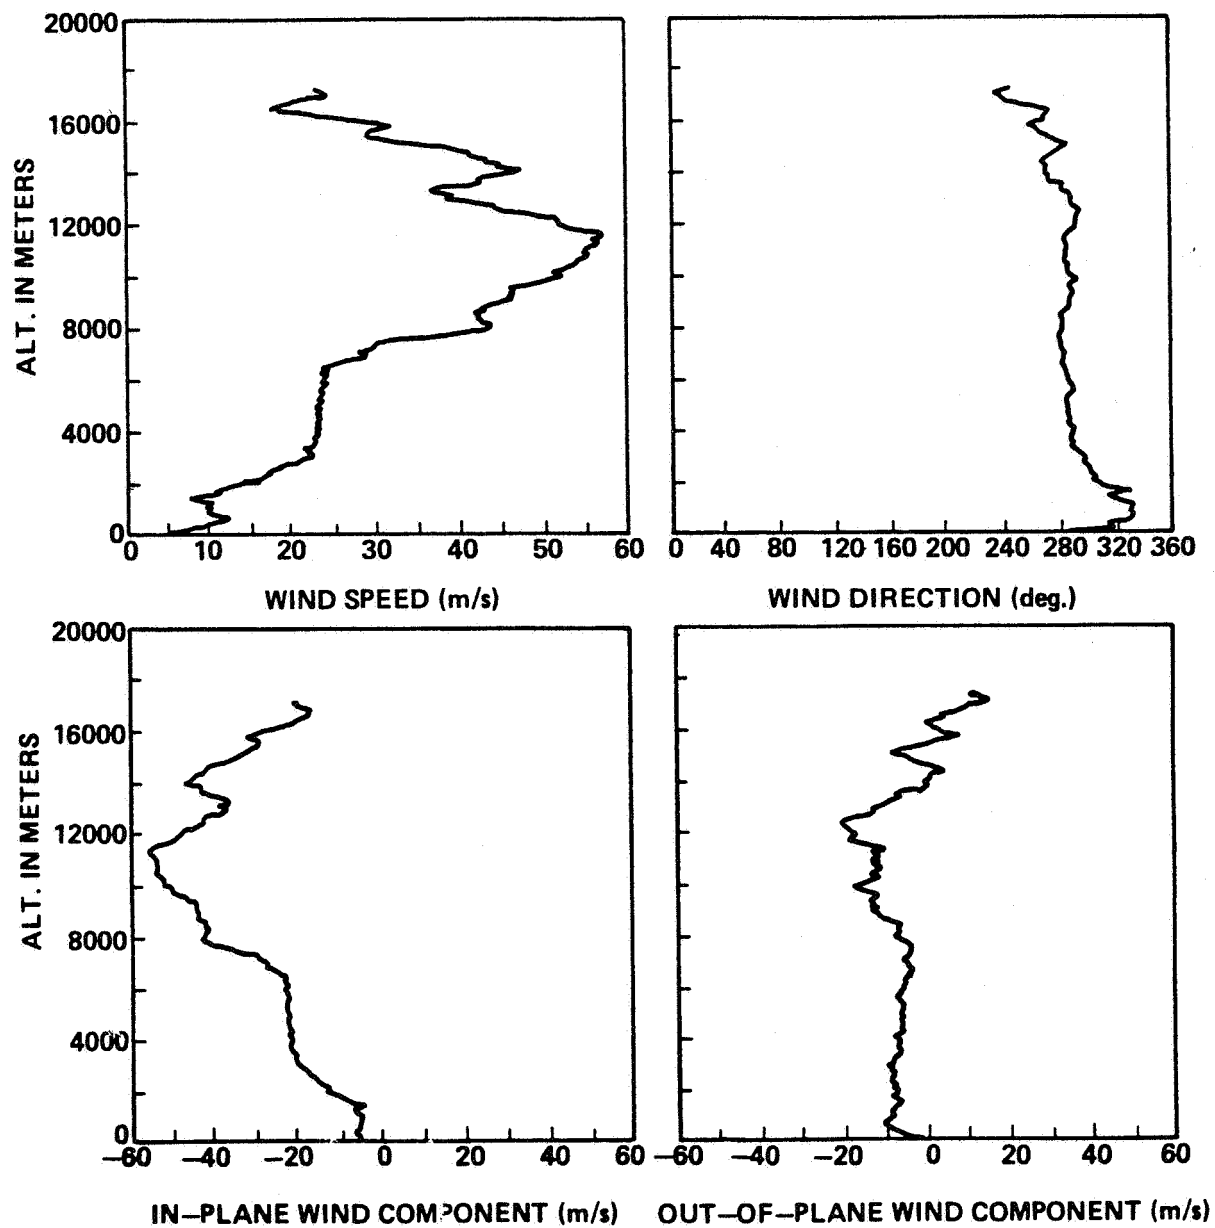 20000
16000
12000
8000
4000
0
ALT. IN METERS
0 10 20 30 40 50 60
WIND SPEED (m/s)
0 40 80 120 160 200 240 280 320 360
WIND DIRECTION (deg.)
20000
16000
12000
8000
4000
0
ALT. IN METERS
−60 −40 −20 0 20 40 60
IN−PLANE WIND COMPONENT (m/s)
−60 −40 −20 0 20 40 60
OUT−OF−PLANE WIND COMPONENT (m/s)